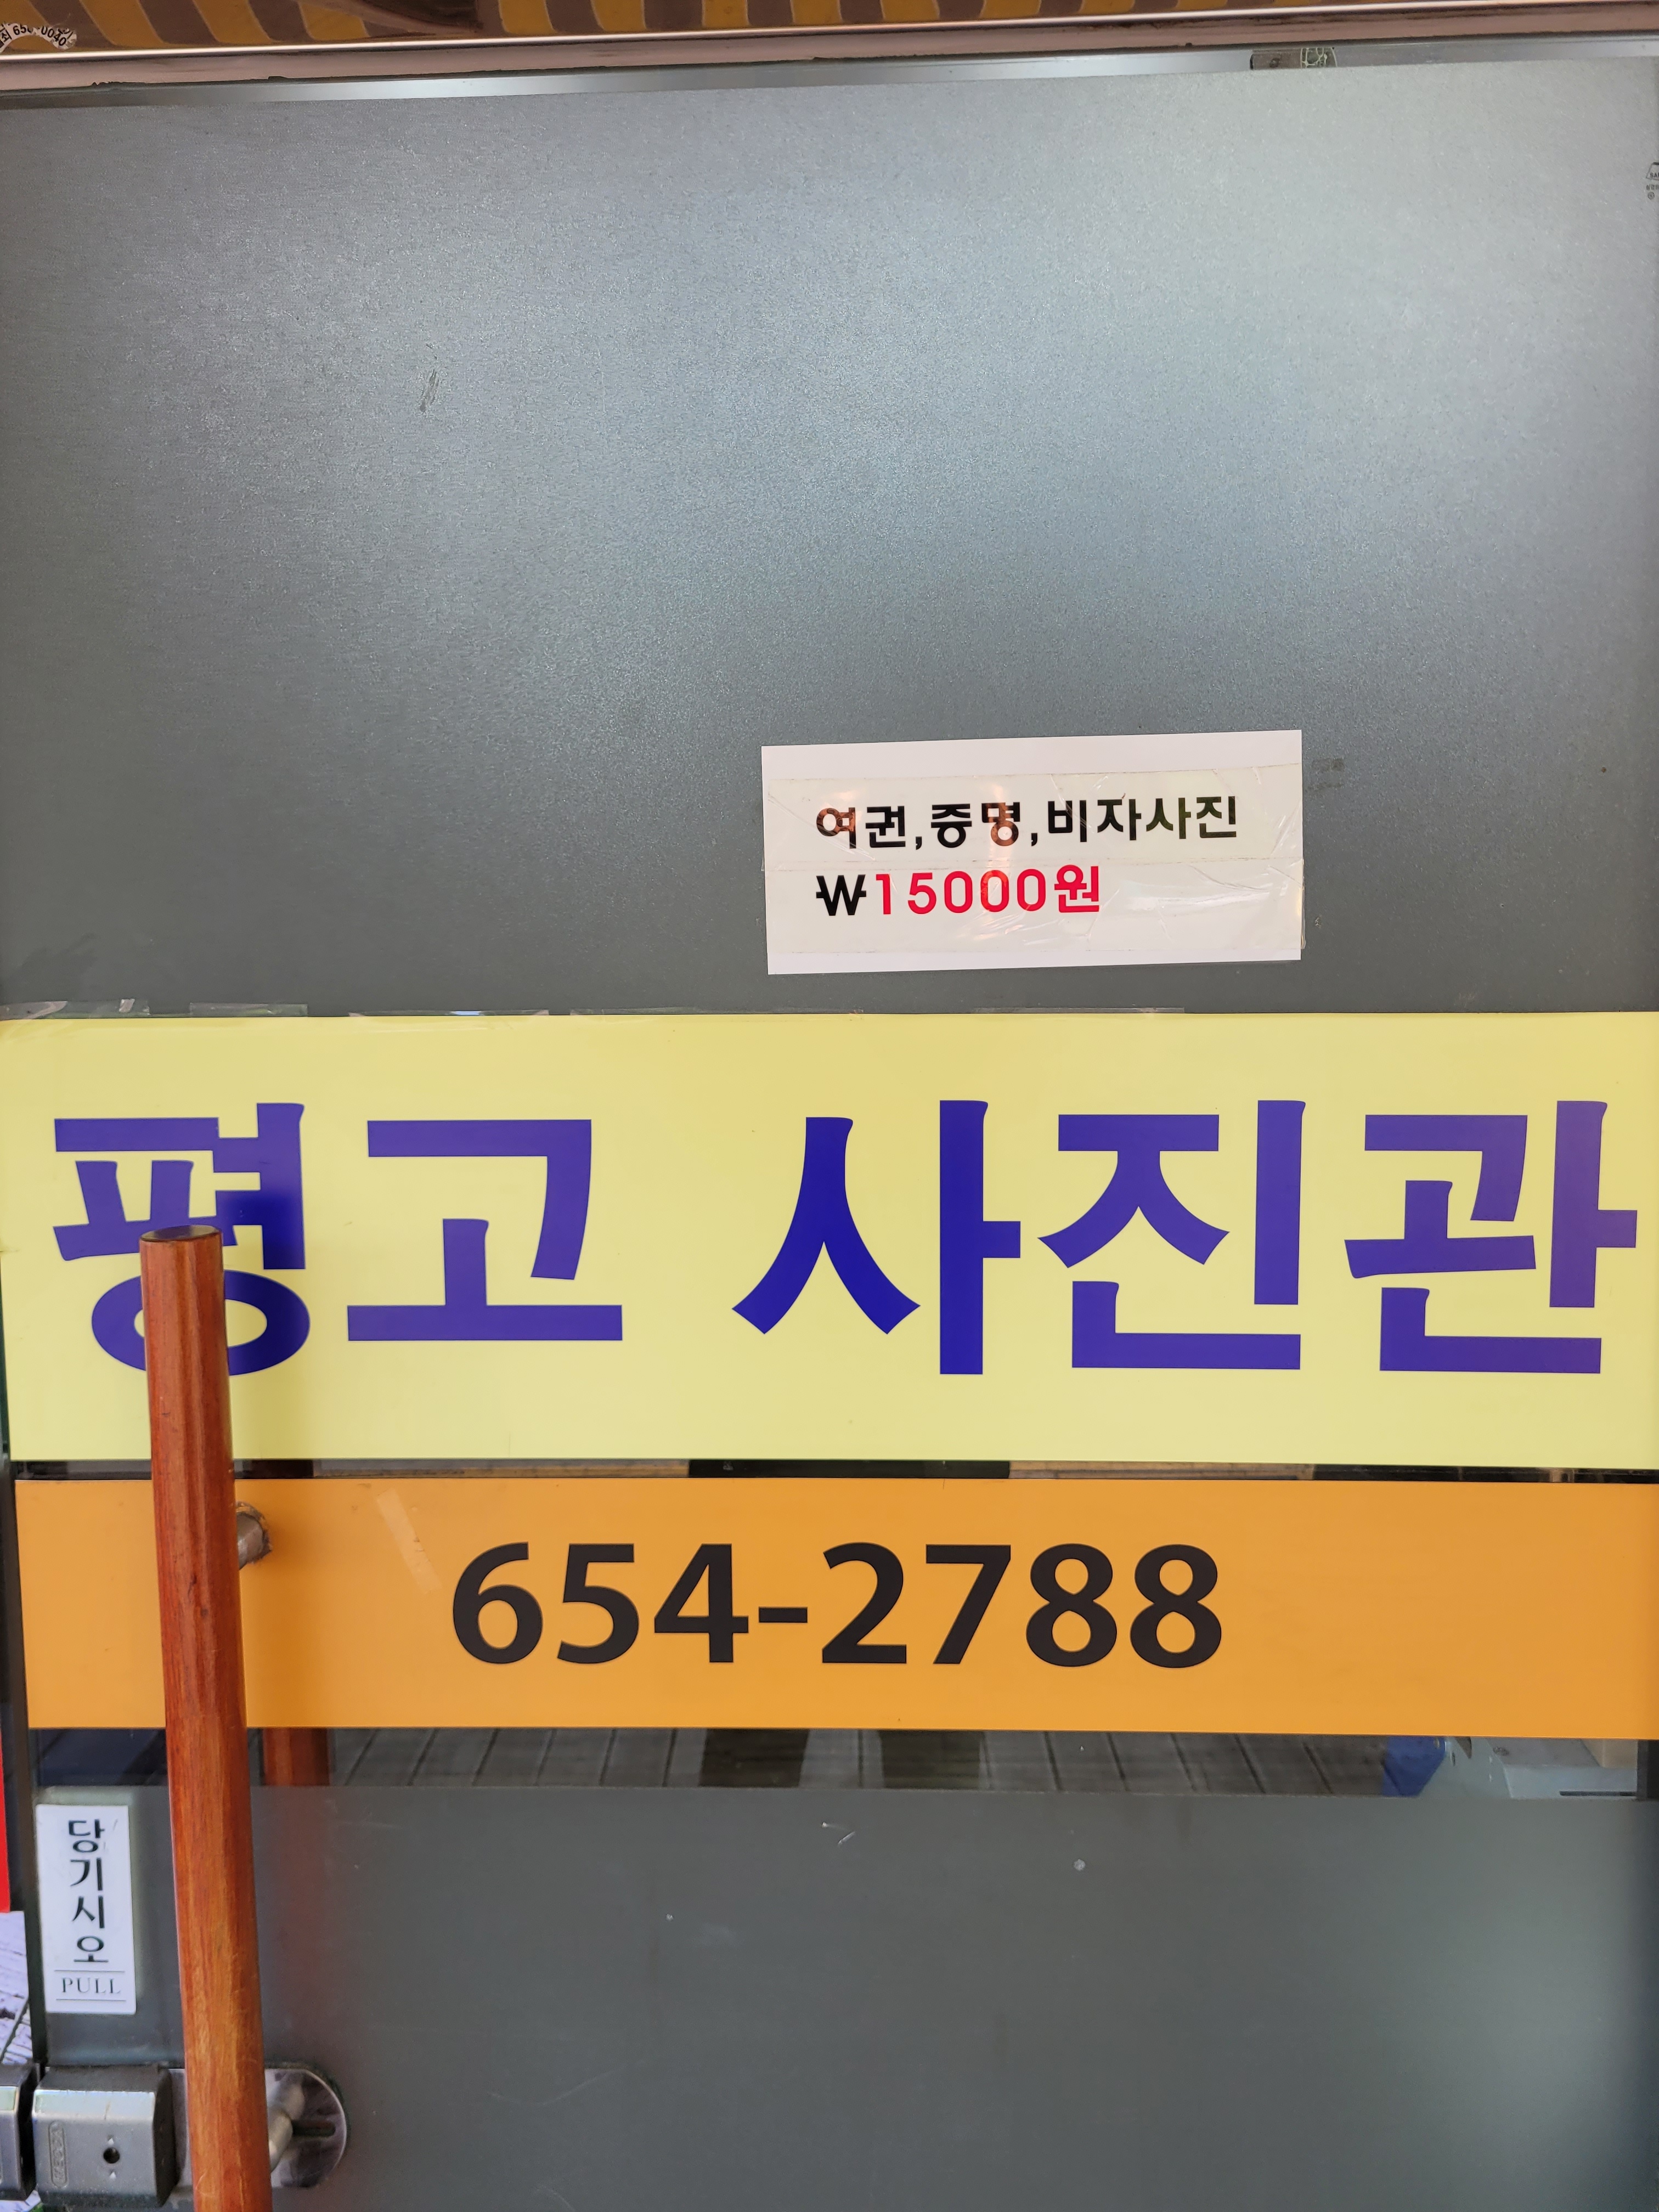 여권,증명,비자사진
₩15000원
평고 사진관
654-2788
당기시오
PULL